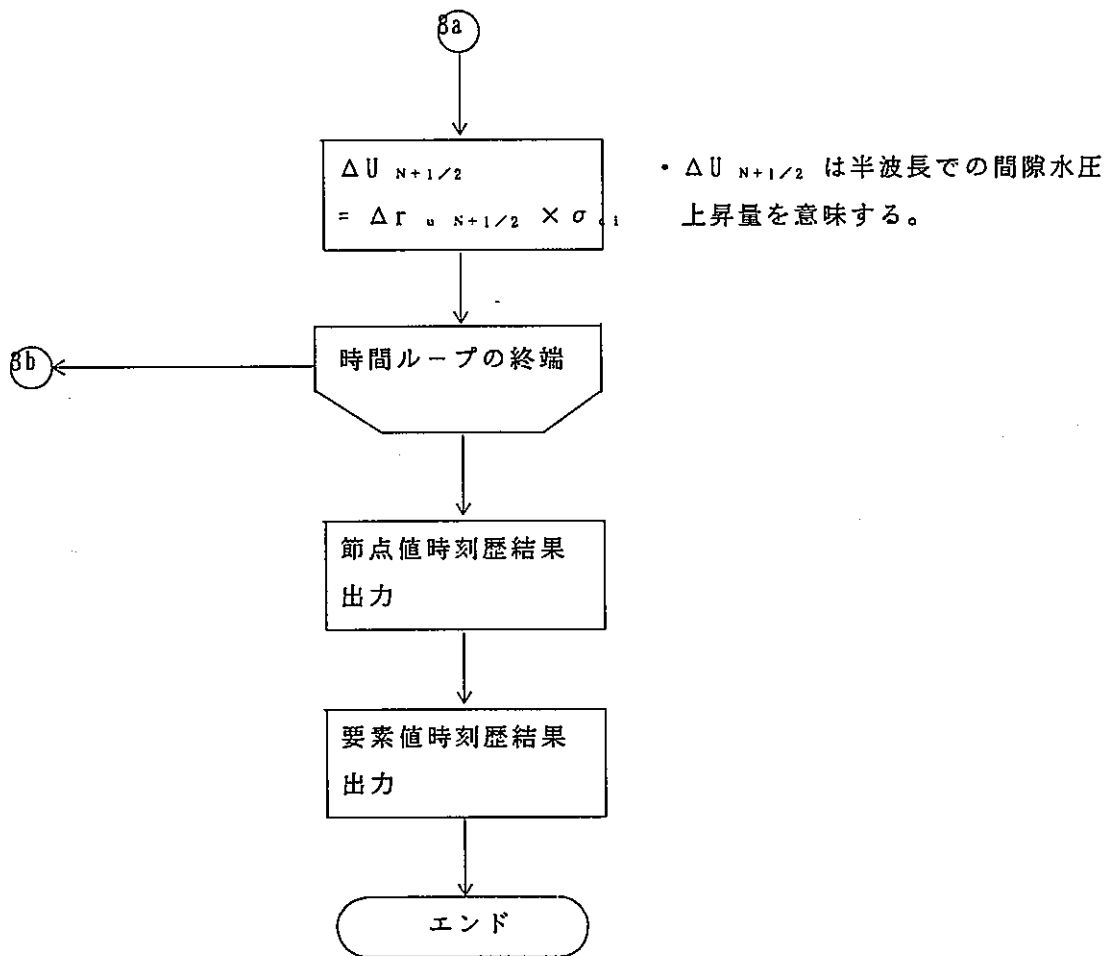 8a
ΔU N+1/2
= Δr u N+1/2 × σ c i
・ΔU N+1/2 は半波長での間隙水圧
上昇量を意味する。
時間ループの終端
8b
節点値時刻歴結果
出力
要素値時刻歴結果
出力
エンド